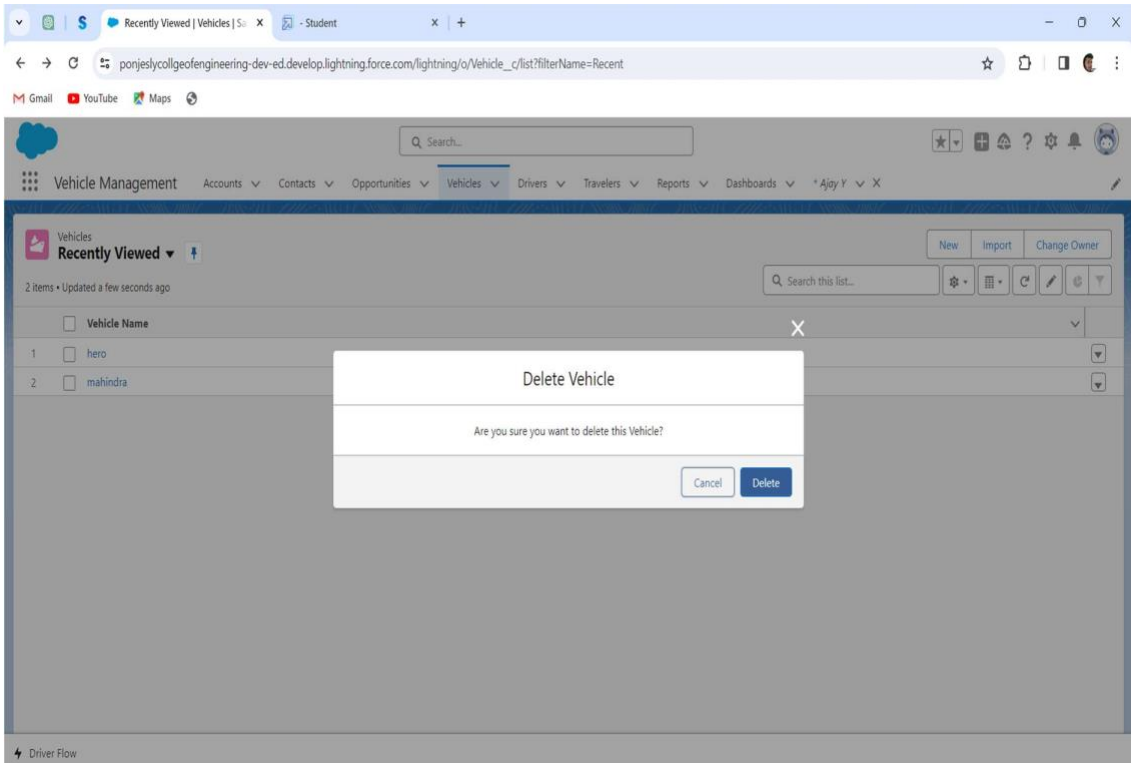 S Recently Viewed | Vehicles | Sa X - Student x +
ponjeslycollgeofengineering-dev-ed.develop.lightning.force.com/lightning/o/Vehicle__c/list?filterName=Recent
Gmail YouTube Maps
Search...
Vehicle Management Accounts Contacts Opportunities Vehicles Drivers Travelers Reports Dashboards * Ajay Y X
Vehicles
Recently Viewed
New Import Change Owner
2 items • Updated a few seconds ago
Search this list...
Vehicle Name
X
1 hero
2 mahindra
Delete Vehicle
Are you sure you want to delete this Vehicle?
Cancel Delete
Driver Flow